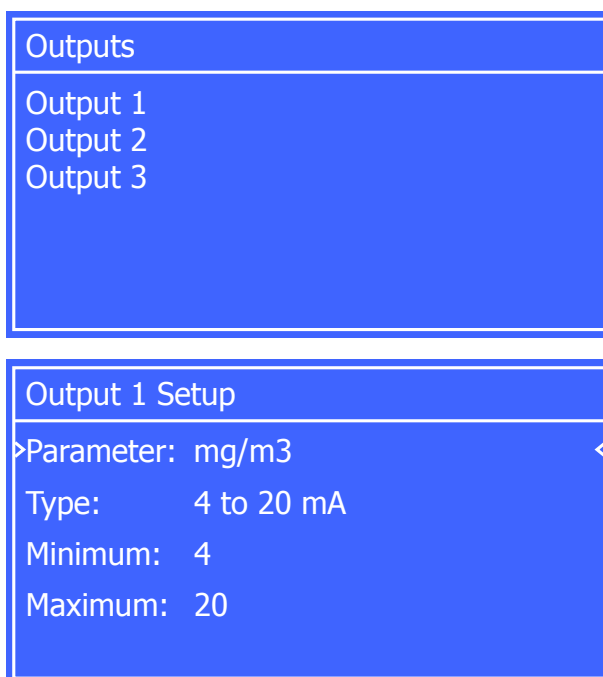 Outputs
Output 1
Output 2
Output 3
Output 1 Setup
>Parameter: mg/m3 <
Type: 4 to 20 mA
Minimum: 4
Maximum: 20